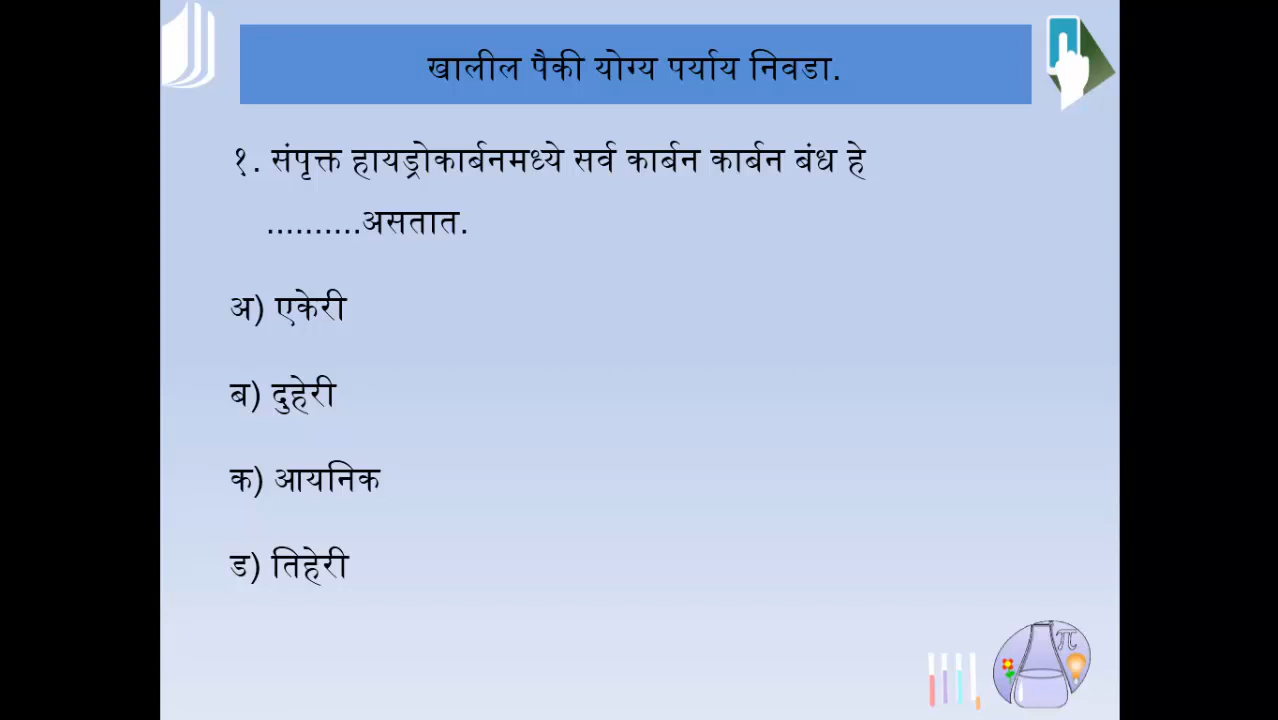 खालील पैकी योग्य पर्याय निवडा.
१. संपृक्त हायड्रोकार्बनमध्ये सर्व कार्बन कार्बन बंध हे
..........असतात.
अ) एकेरी
ब) दुहेरी
क) आयनिक
ड) तिहेरी
π